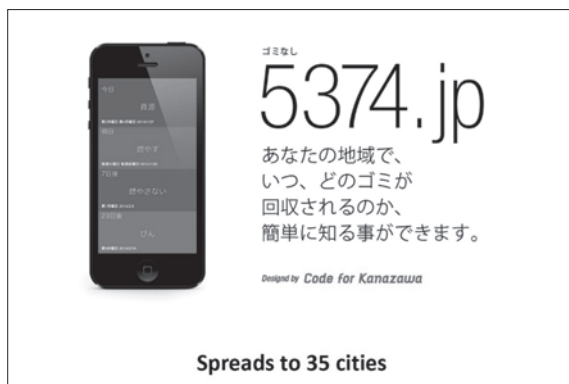 ゴミなし
5374.jp
あなたの地域で、
いつ、どのゴミが
回収されるのか、
簡単に知る事ができます。
Designd by Code for Kanazawa
今日
資源
明日
燃やす
7日後
燃やさない
23日後
びん
Spreads to 35 cities